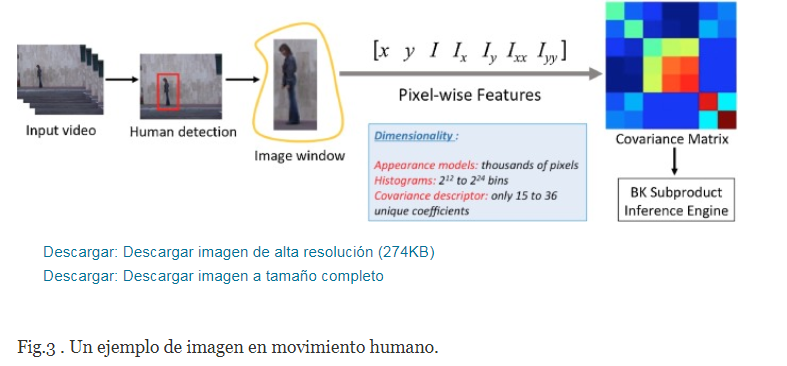 [x y I Iₓ Iᵧ Iₓₓ Iᵧᵧ]
Pixel-wise Features
Input video
Human detection
Image window
Dimensionality :
Appearance models: thousands of pixels
Histograms: 2¹² to 2²⁴ bins
Covariance descriptor: only 15 to 36
unique coefficients
Covariance Matrix
BK Subproduct
Inference Engine
Descargar: Descargar imagen de alta resolución (274KB)
Descargar: Descargar imagen a tamaño completo
Fig.3 . Un ejemplo de imagen en movimiento humano.